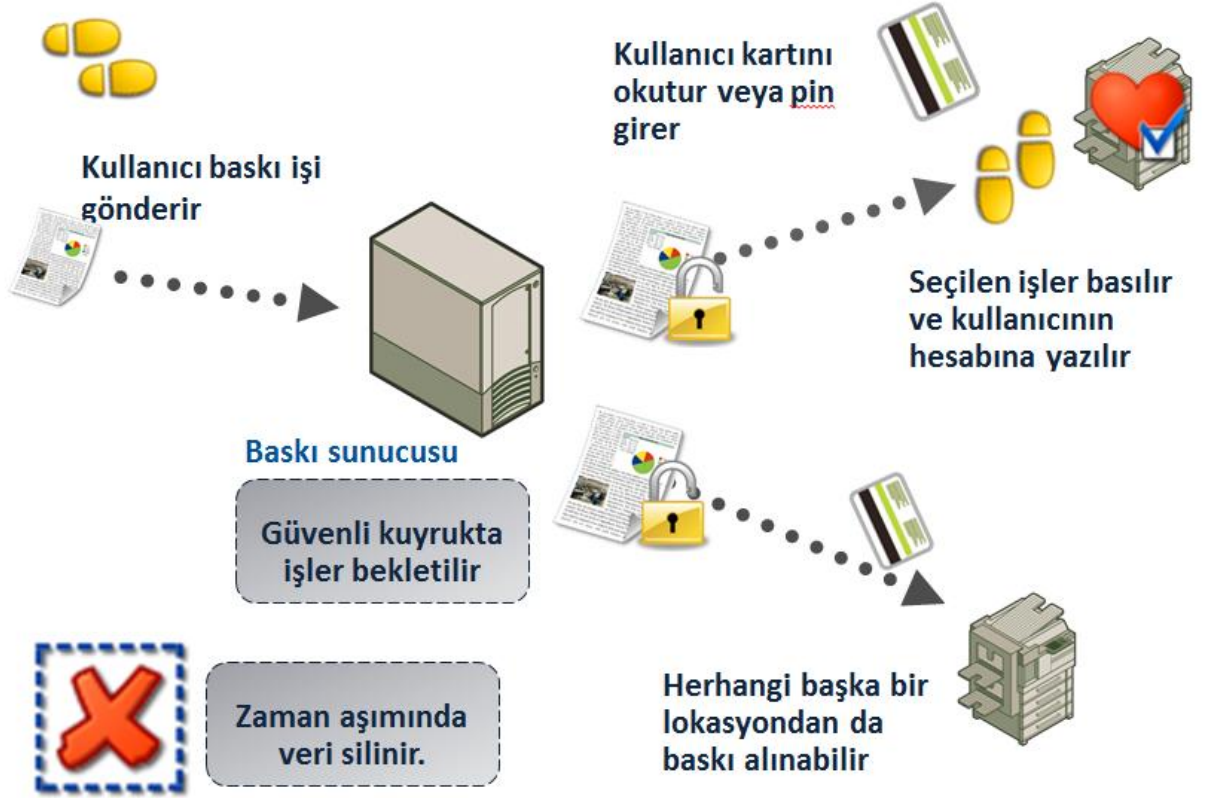 Kullanıcı baskı işi
gönderir
Baskı sunucusu
Güvenli kuyrukta
işler bekletilir
Zaman aşımında
veri silinir.
Kullanıcı kartını
okutur veya pin
girer
Seçilen işler basılır
ve kullanıcının
hesabına yazılır
Herhangi başka bir
lokasyondan da
baskı alınabilir